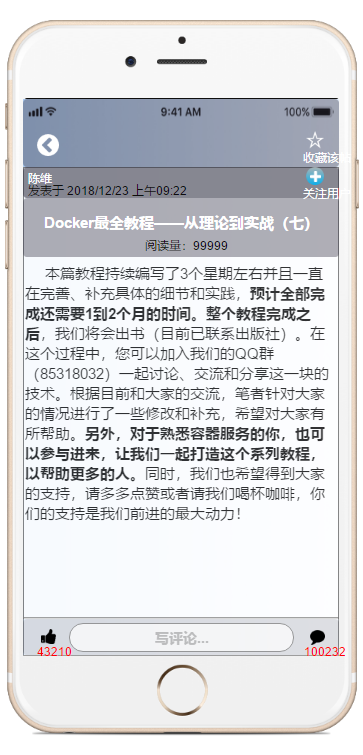 9:41 AM
100%
收藏该
陈维
发表于 2018/12/23 上午09:22
关注用
Docker最全教程——从理论到实战（七）
阅读量：99999
本篇教程持续编写了3个星期左右并且一直
在完善、补充具体的细节和实践，预计全部完
成还需要1到2个月的时间。整个教程完成之
后，我们将会出书（目前已联系出版社）。在
这个过程中，您可以加入我们的QQ群
（85318032）一起讨论、交流和分享这一块的
技术。根据目前和大家的交流，笔者针对大家
的情况进行了一些修改和补充，希望对大家有
所帮助。另外，对于熟悉容器服务的你，也可
以参与进来，让我们一起打造这个系列教程，
以帮助更多的人。同时，我们也希望得到大家
的支持，请多多点赞或者请我们喝杯咖啡，你
们的支持是我们前进的最大动力！
写评论...
43210
100232